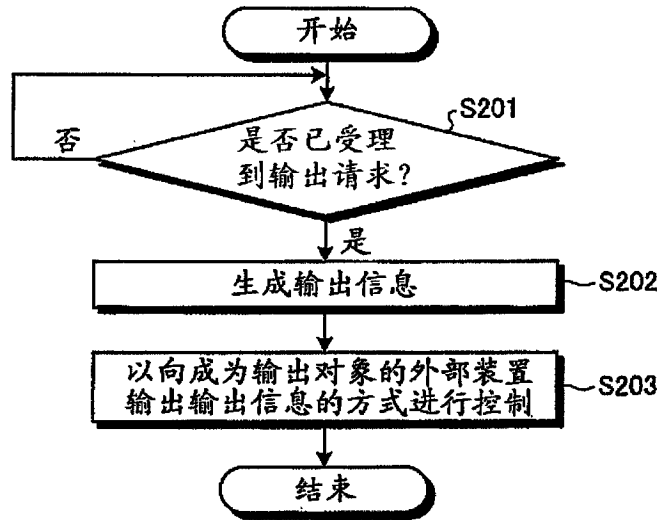 开始
S201
否
是否已受理
到输出请求?
是
生成输出信息
S202
以向成为输出对象的外部装置
输出输出信息的方式进行控制
S203
结束